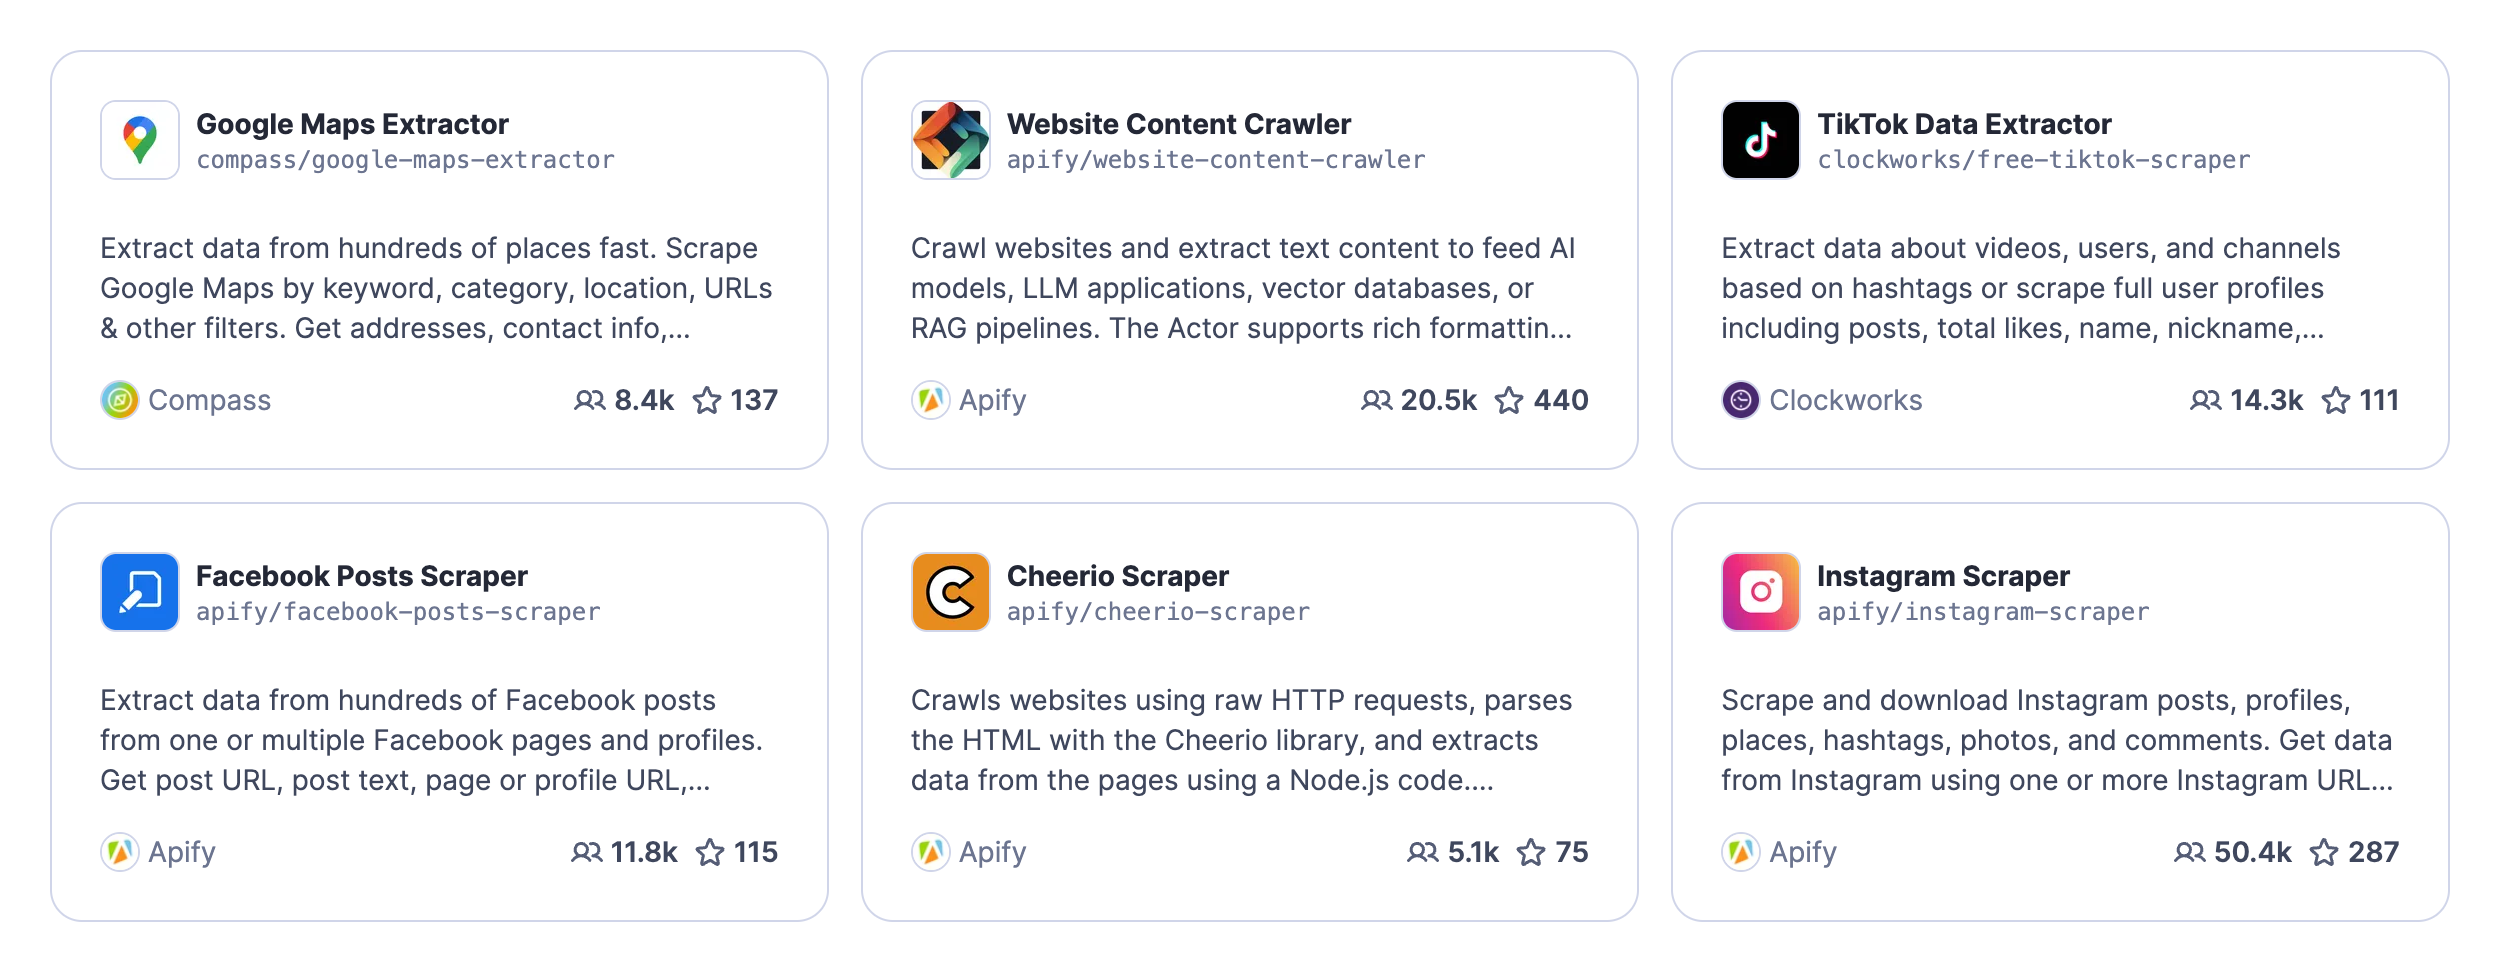 Google Maps Extractor
compass/google-maps-extractor
Extract data from hundreds of places fast. Scrape
Google Maps by keyword, category, location, URLs
& other filters. Get addresses, contact info,...
Compass
8.4k 137
Website Content Crawler
apify/website-content-crawler
Crawl websites and extract text content to feed AI
models, LLM applications, vector databases, or
RAG pipelines. The Actor supports rich formattin...
Apify
20.5k 440
TikTok Data Extractor
clockworks/free-tiktok-scraper
Extract data about videos, users, and channels
based on hashtags or scrape full user profiles
including posts, total likes, name, nickname,...
Clockworks
14.3k 111
Facebook Posts Scraper
apify/facebook-posts-scraper
Extract data from hundreds of Facebook posts
from one or multiple Facebook pages and profiles.
Get post URL, post text, page or profile URL,...
Apify
11.8k 115
Cheerio Scraper
apify/cheerio-scraper
Crawls websites using raw HTTP requests, parses
the HTML with the Cheerio library, and extracts
data from the pages using a Node.js code....
Apify
5.1k 75
Instagram Scraper
apify/instagram-scraper
Scrape and download Instagram posts, profiles,
places, hashtags, photos, and comments. Get data
from Instagram using one or more Instagram URL...
Apify
50.4k 287